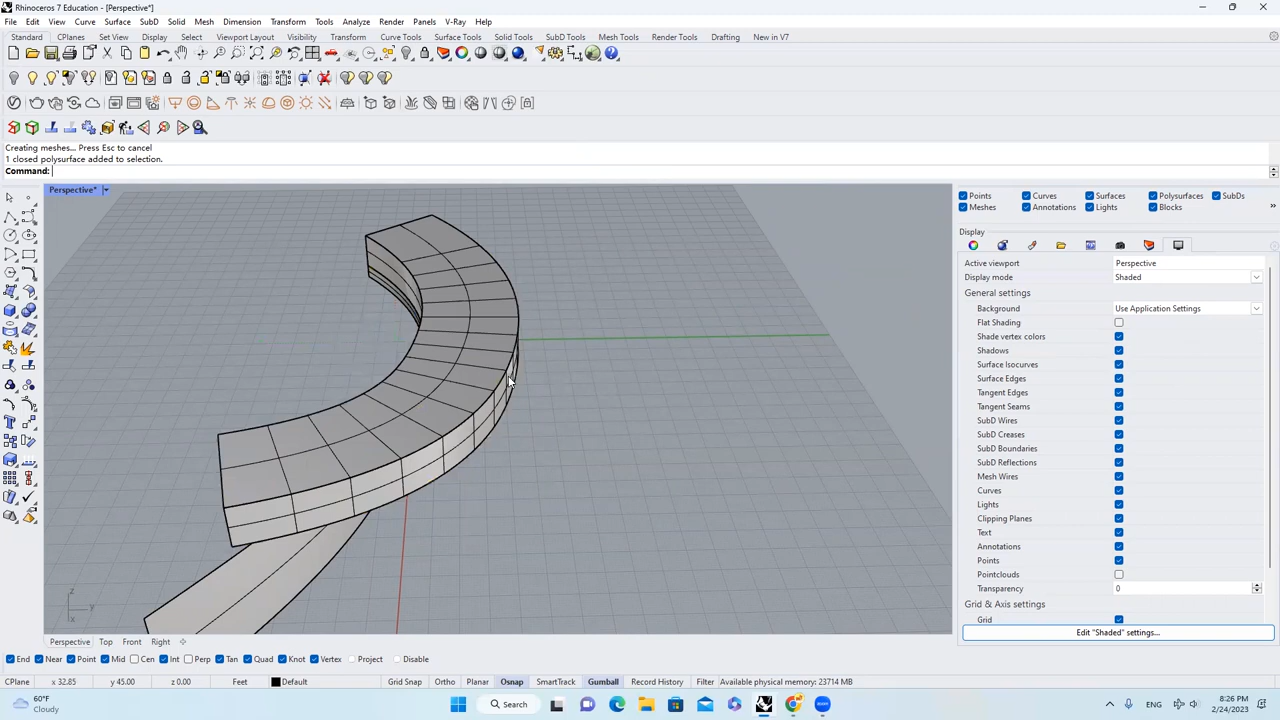 Rhinoceros 7 Education - [Perspective*]
File Edit View Curve Surface SubD Solid Mesh Dimension Transform Tools Analyze Render Panels V-Ray Help
Standard CPlanes Set View Display Select Viewport Layout Visibility Transform Curve Tools Surface Tools Solid Tools SubD Tools Mesh Tools Render Tools Drafting New in V7
Creating meshes... Press Esc to cancel
1 closed polysurface added to selection.
Command:
Perspective*
Points Curves Surfaces Polysurfaces SubDs
Meshes Annotations Lights Blocks
Display
Active viewport Perspective
Display mode Shaded
General settings
Background Use Application Settings
Flat Shading
Shade vertex colors
Shadows
Surface Isocurves
Surface Edges
Tangent Edges
Tangent Seams
SubD Wires
SubD Creases
SubD Boundaries
SubD Reflections
Mesh Wires
Curves
Lights
Clipping Planes
Text
Annotations
Points
Pointclouds
Transparency 0
Grid & Axis settings
Grid
Edit "Shaded" settings...
z
y
x
Perspective Top Front Right
End Near Point Mid Cen Int Perp Tan Quad Knot Vertex Project Disable
CPlane x 32.85 y 45.00 z 0.00 Feet Default Grid Snap Ortho Planar Osnap SmartTrack Gumball Record History Filter Available physical memory: 23714 MB
60°F
Cloudy
Search
ENG
8:26 PM
2/24/2023